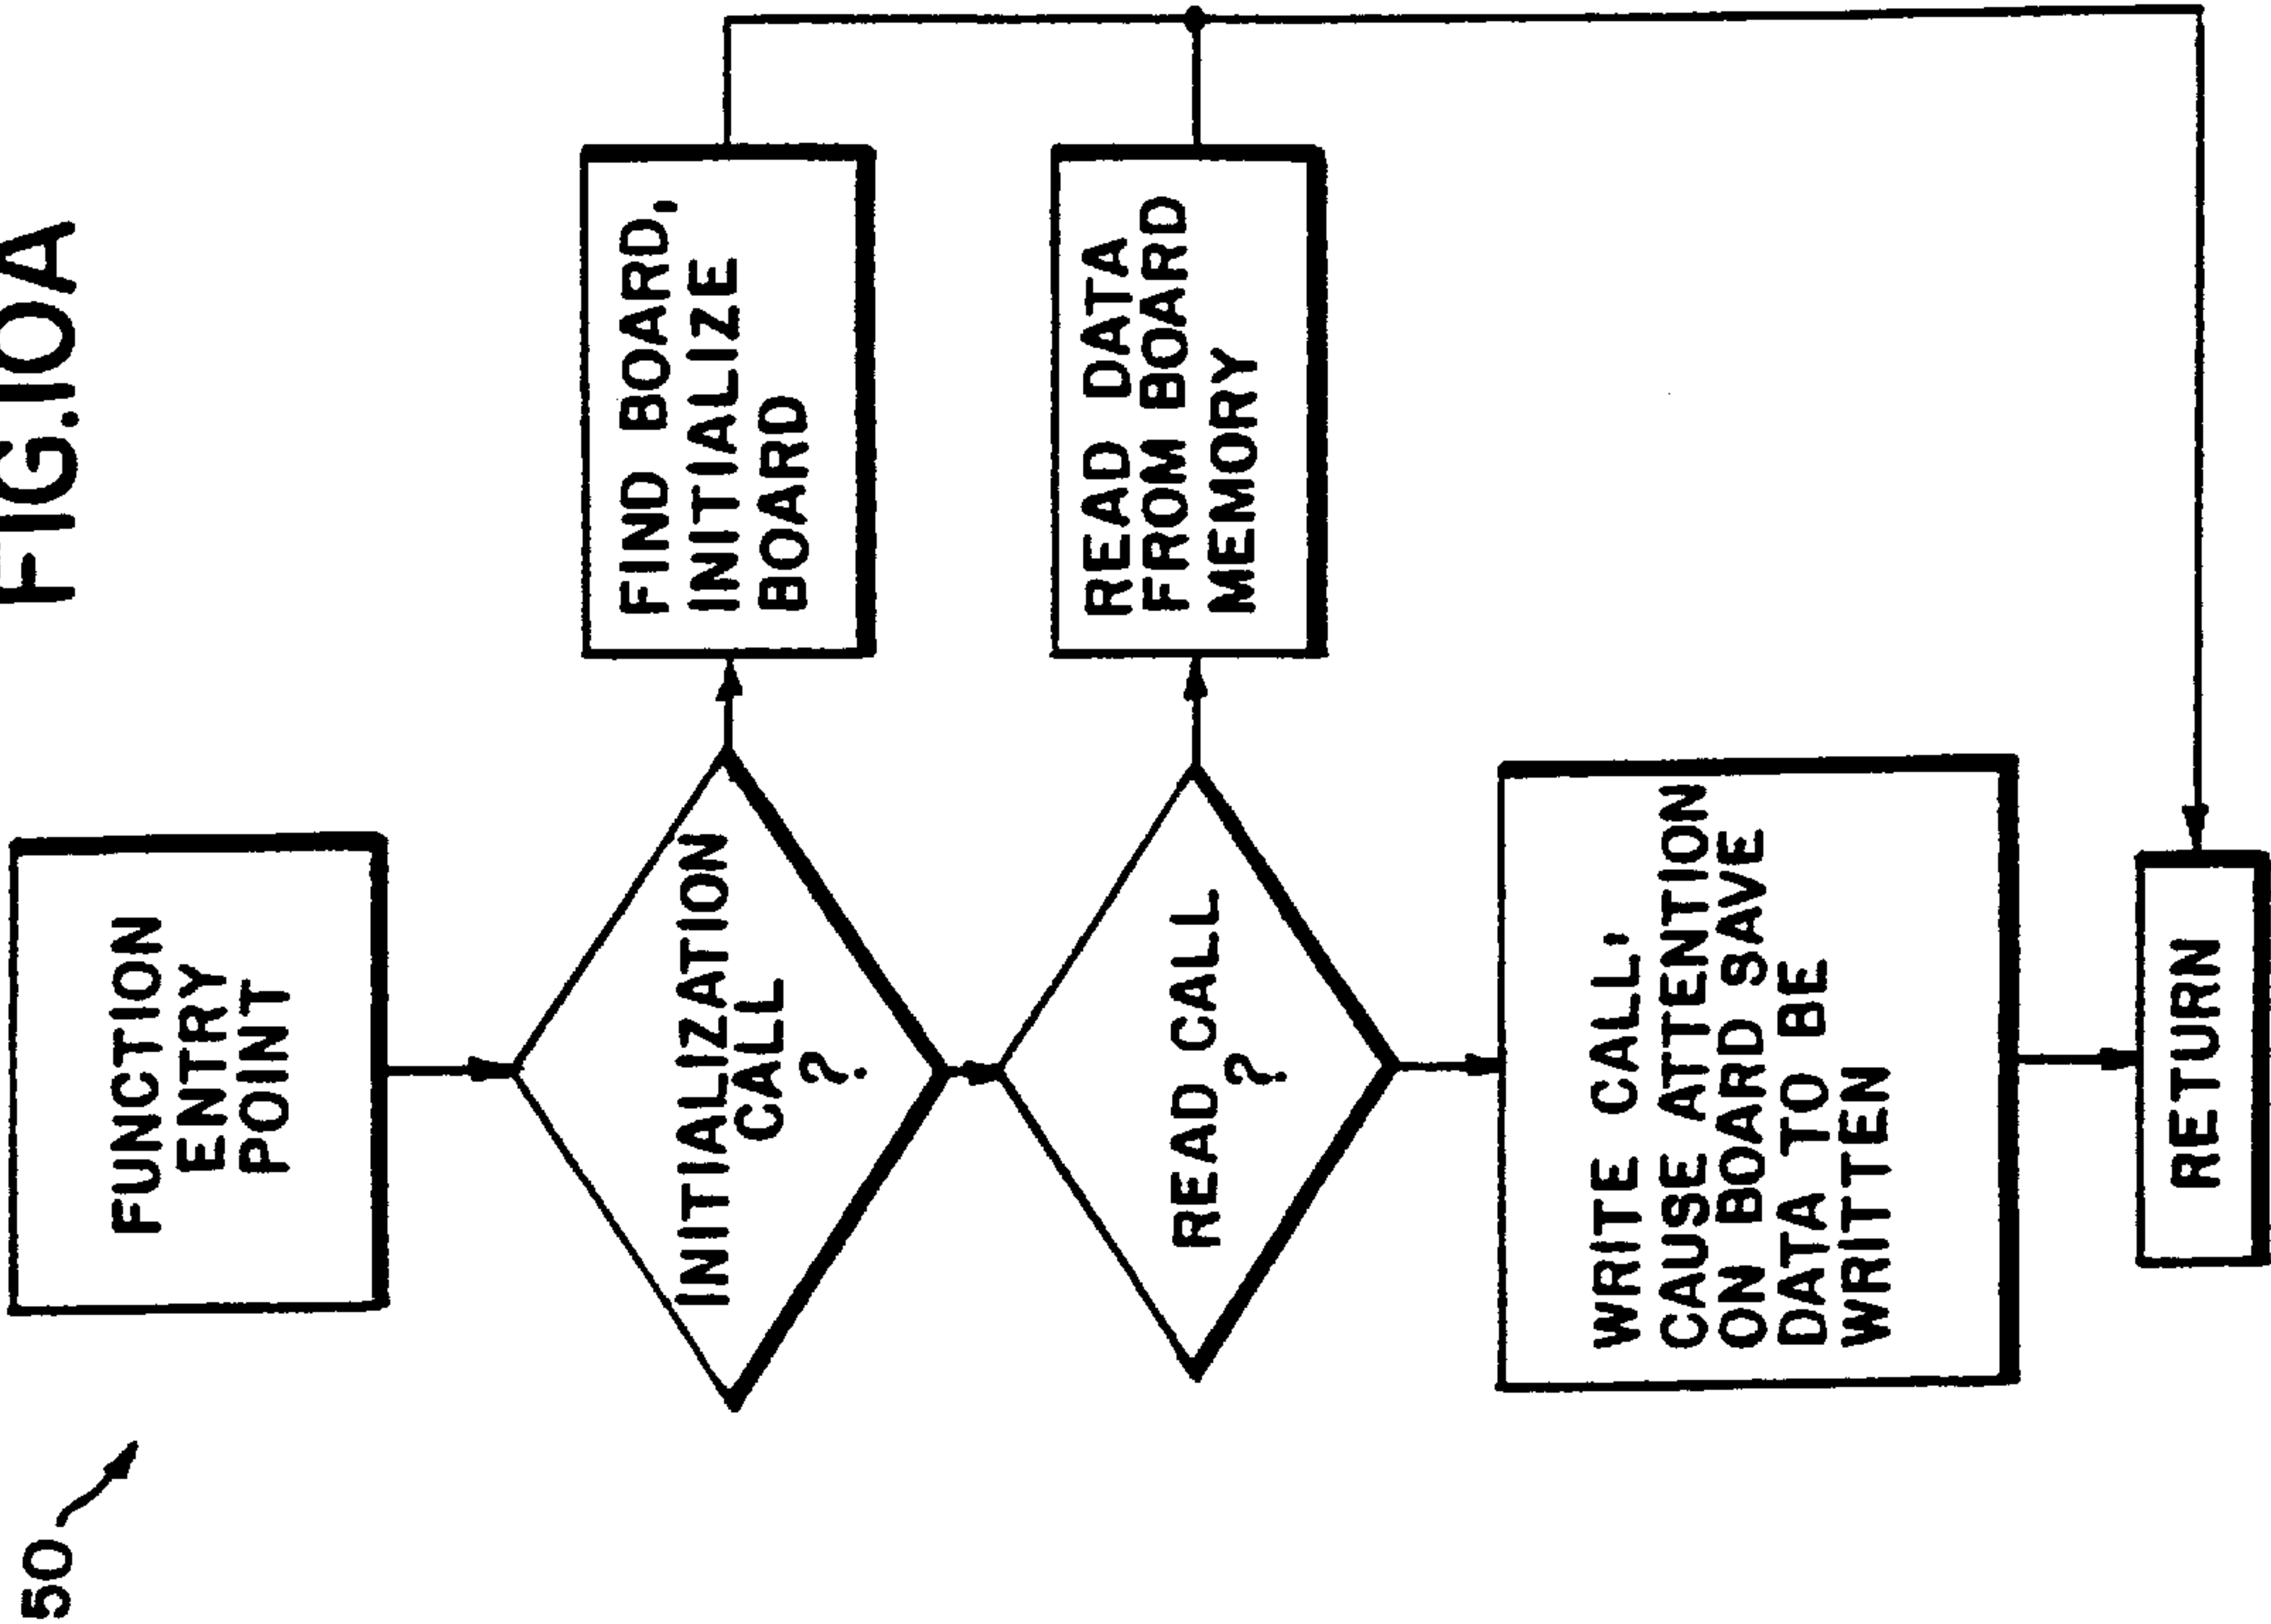 FIG.10A
50
FUNCTION
ENTRY
POINT
INITIALIZATION
CALL
?
FIND BOARD,
INITIALIZE
BOARD
READ CALL
?
READ DATA
FROM BOARD
MEMORY
WRITE CALL,
CAUSE ATTENTION
ON BOARD SAVE
DATA TO BE
WRITTEN
RETURN